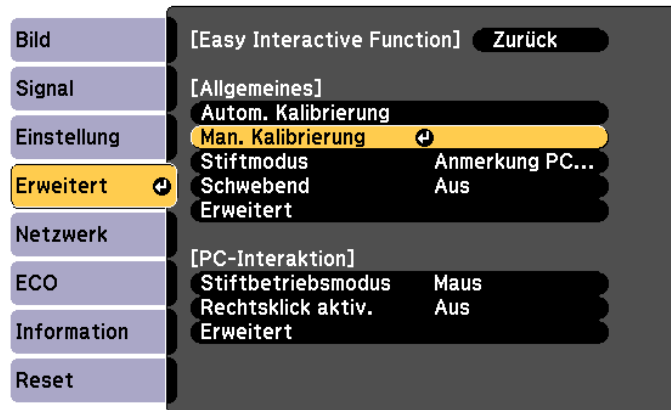 Bild
Signal
Einstellung
Erweitert
Netzwerk
ECO
Information
Reset
[Easy Interactive Function] Zurück
[Allgemeines]
Autom. Kalibrierung
Man. Kalibrierung
Stiftmodus Anmerkung PC...
Schwebend Aus
Erweitert
[PC-Interaktion]
Stiftbetriebsmodus Maus
Rechtsklick aktiv. Aus
Erweitert